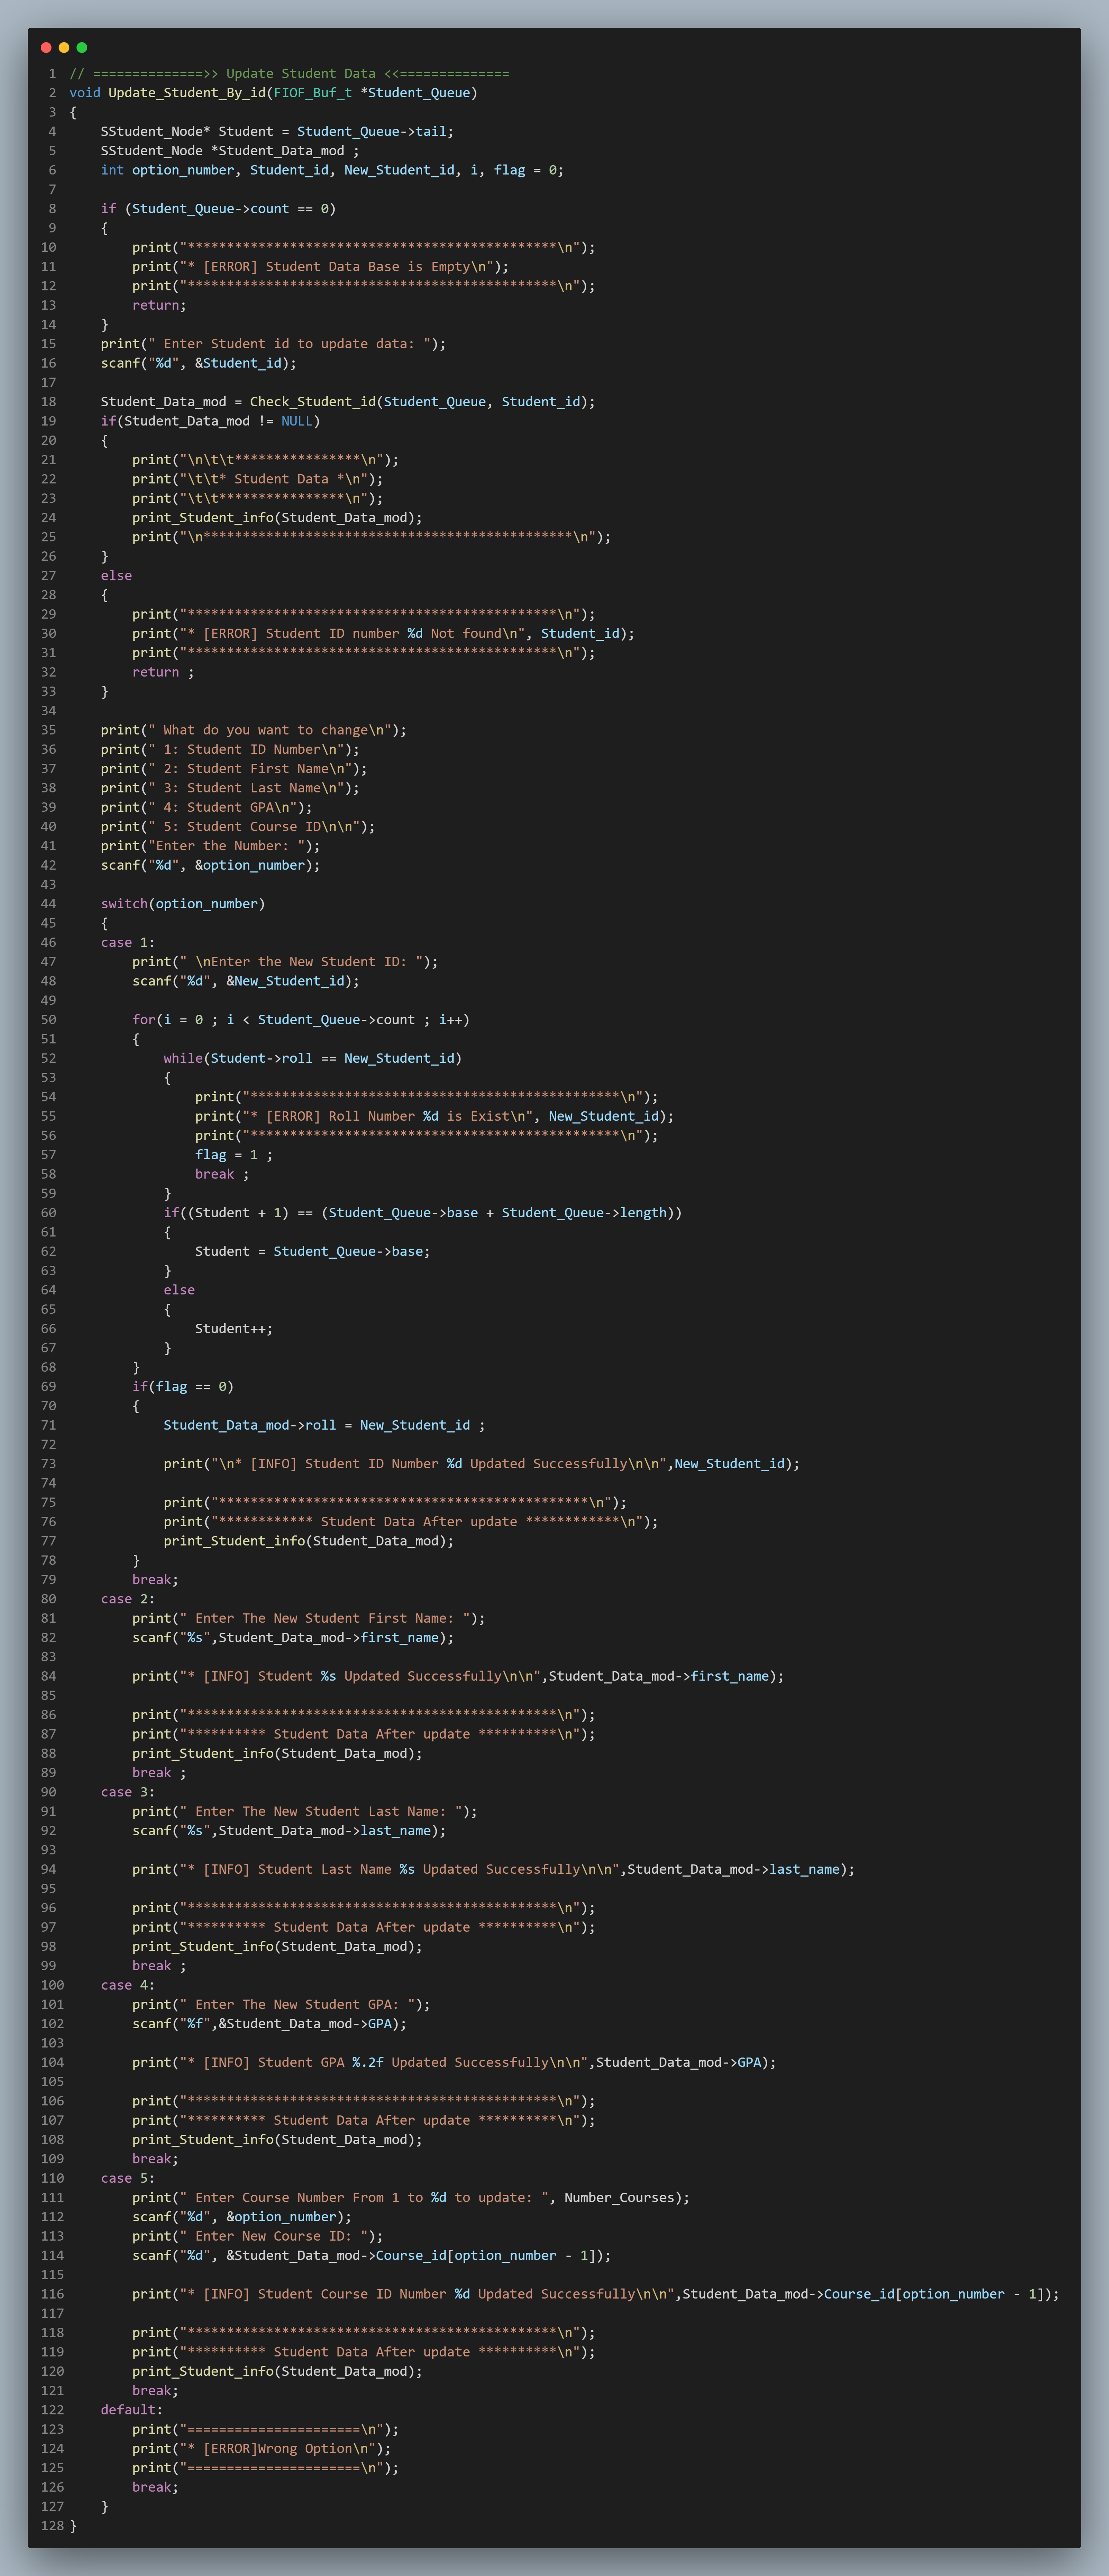 1 // ==============>> Update Student Data <<==============
2 void Update_Student_By_id(FIOF_Buf_t *Student_Queue)
3 {
4     SStudent_Node* Student = Student_Queue->tail;
5     SStudent_Node *Student_Data_mod ;
6     int option_number, Student_id, New_Student_id, i, flag = 0;
7
8     if (Student_Queue->count == 0)
9     {
10         print("***********************************************\n");
11         print("* [ERROR] Student Data Base is Empty\n");
12         print("***********************************************\n");
13         return;
14     }
15     print(" Enter Student id to update data: ");
16     scanf("%d", &Student_id);
17
18     Student_Data_mod = Check_Student_id(Student_Queue, Student_id);
19     if(Student_Data_mod != NULL)
20     {
21         print("\n\t\t****************\n");
22         print("\t\t* Student Data *\n");
23         print("\t\t****************\n");
24         print_Student_info(Student_Data_mod);
25         print("\n***********************************************\n");
26     }
27     else
28     {
29         print("***********************************************\n");
30         print("* [ERROR] Student ID number %d Not found\n", Student_id);
31         print("***********************************************\n");
32         return ;
33     }
34
35     print(" What do you want to change\n");
36     print(" 1: Student ID Number\n");
37     print(" 2: Student First Name\n");
38     print(" 3: Student Last Name\n");
39     print(" 4: Student GPA\n");
40     print(" 5: Student Course ID\n\n");
41     print("Enter the Number: ");
42     scanf("%d", &option_number);
43
44     switch(option_number)
45     {
46     case 1:
47         print(" \nEnter the New Student ID: ");
48         scanf("%d", &New_Student_id);
49
50         for(i = 0 ; i < Student_Queue->count ; i++)
51         {
52             while(Student->roll == New_Student_id)
53             {
54                 print("***********************************************\n");
55                 print("* [ERROR] Roll Number %d is Exist\n", New_Student_id);
56                 print("***********************************************\n");
57                 flag = 1 ;
58                 break ;
59             }
60             if((Student + 1) == (Student_Queue->base + Student_Queue->length))
61             {
62                 Student = Student_Queue->base;
63             }
64             else
65             {
66                 Student++;
67             }
68         }
69         if(flag == 0)
70         {
71             Student_Data_mod->roll = New_Student_id ;
72
73             print("\n* [INFO] Student ID Number %d Updated Successfully\n\n",New_Student_id);
74
75             print("***********************************************\n");
76             print("************ Student Data After update ************\n");
77             print_Student_info(Student_Data_mod);
78         }
79         break;
80     case 2:
81         print(" Enter The New Student First Name: ");
82         scanf("%s",Student_Data_mod->first_name);
83
84         print("* [INFO] Student %s Updated Successfully\n\n",Student_Data_mod->first_name);
85
86         print("***********************************************\n");
87         print("********** Student Data After update **********\n");
88         print_Student_info(Student_Data_mod);
89         break ;
90     case 3:
91         print(" Enter The New Student Last Name: ");
92         scanf("%s",Student_Data_mod->last_name);
93
94         print("* [INFO] Student Last Name %s Updated Successfully\n\n",Student_Data_mod->last_name);
95
96         print("***********************************************\n");
97         print("********** Student Data After update **********\n");
98         print_Student_info(Student_Data_mod);
99         break ;
100     case 4:
101         print(" Enter The New Student GPA: ");
102         scanf("%f",&Student_Data_mod->GPA);
103
104         print("* [INFO] Student GPA %.2f Updated Successfully\n\n",Student_Data_mod->GPA);
105
106         print("***********************************************\n");
107         print("********** Student Data After update **********\n");
108         print_Student_info(Student_Data_mod);
109         break;
110     case 5:
111         print(" Enter Course Number From 1 to %d to update: ", Number_Courses);
112         scanf("%d", &option_number);
113         print(" Enter New Course ID: ");
114         scanf("%d", &Student_Data_mod->Course_id[option_number - 1]);
115
116         print("* [INFO] Student Course ID Number %d Updated Successfully\n\n",Student_Data_mod->Course_id[option_number - 1]);
117
118         print("***********************************************\n");
119         print("********** Student Data After update **********\n");
120         print_Student_info(Student_Data_mod);
121         break;
122     default:
123         print("======================\n");
124         print("* [ERROR]Wrong Option\n");
125         print("======================\n");
126         break;
127     }
128 }